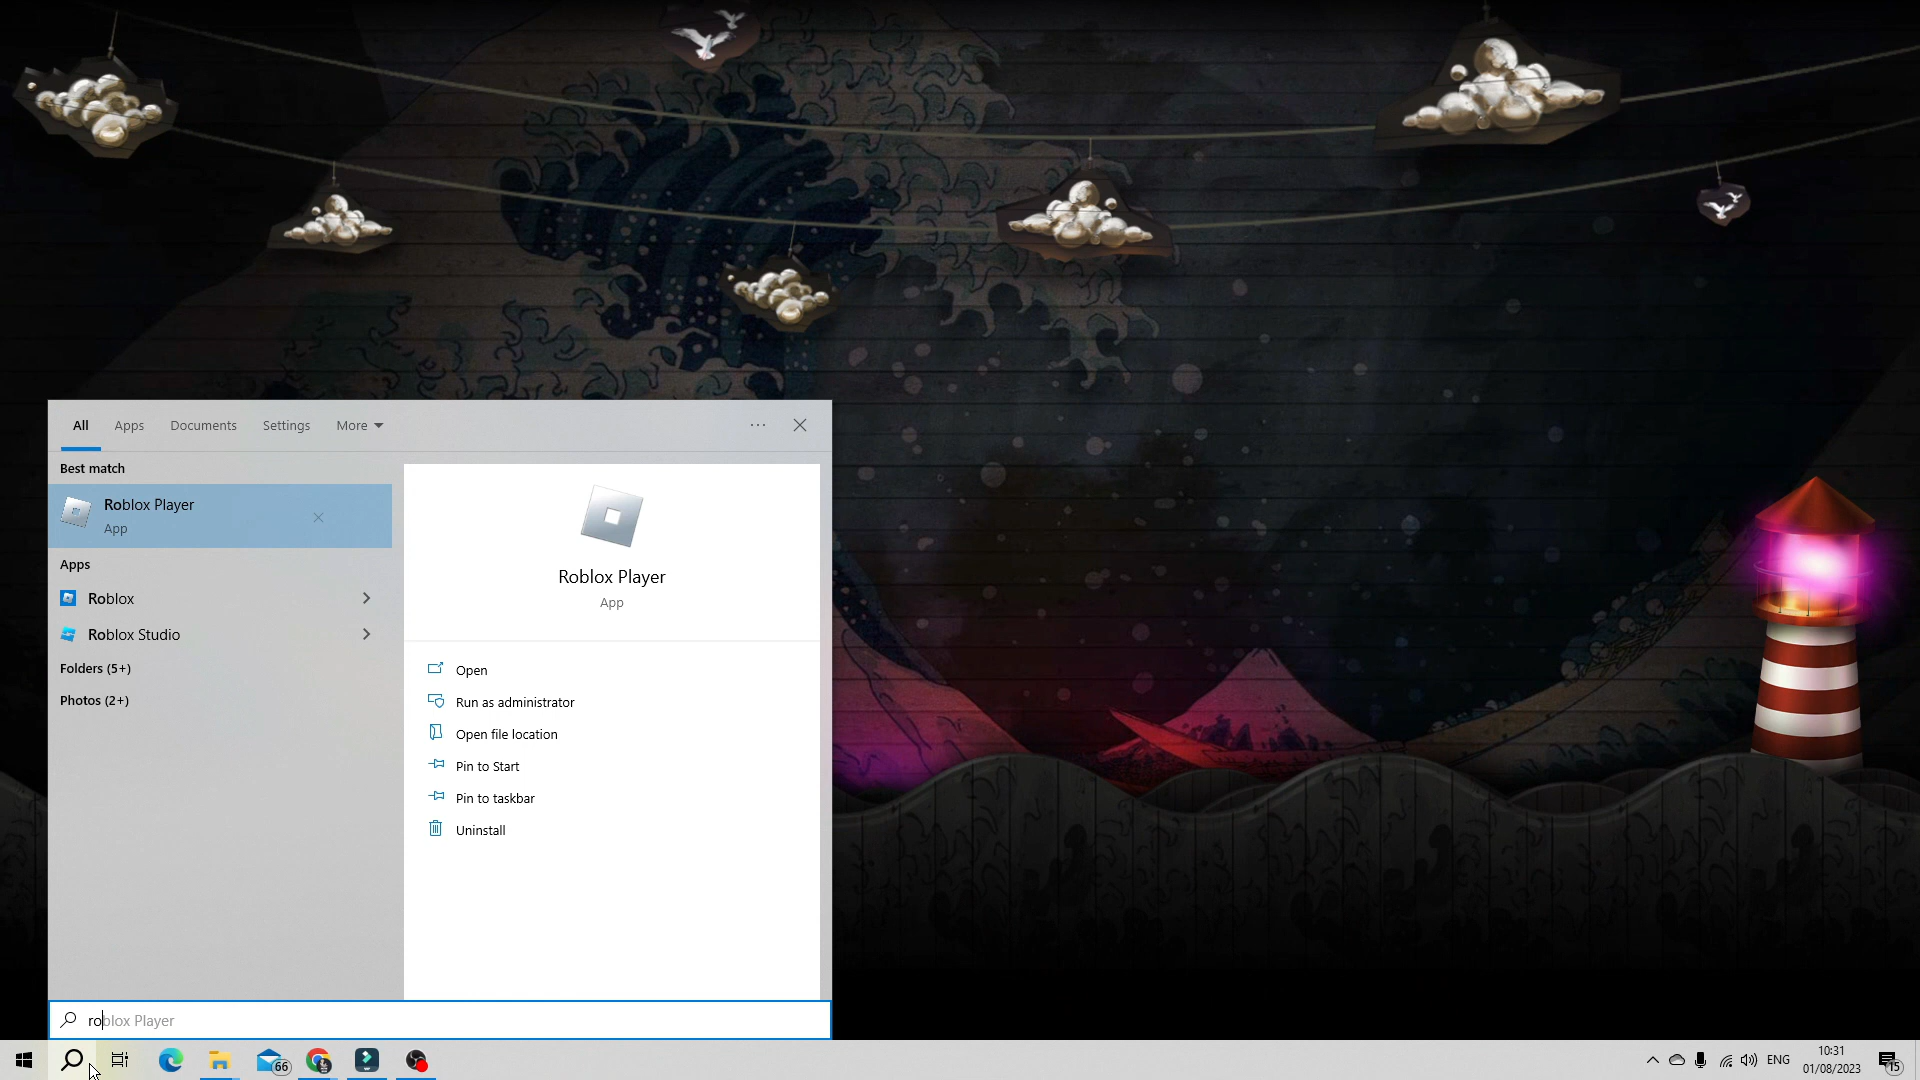 All Apps Documents Settings More
Best match
Roblox Player
App
Apps
Roblox
Roblox Studio
Folders (5+)
Photos (2+)
Roblox Player
App
Open
Run as administrator
Open file location
Pin to Start
Pin to taskbar
Uninstall
roblox Player
66
ENG
10:31
01/08/2023
15